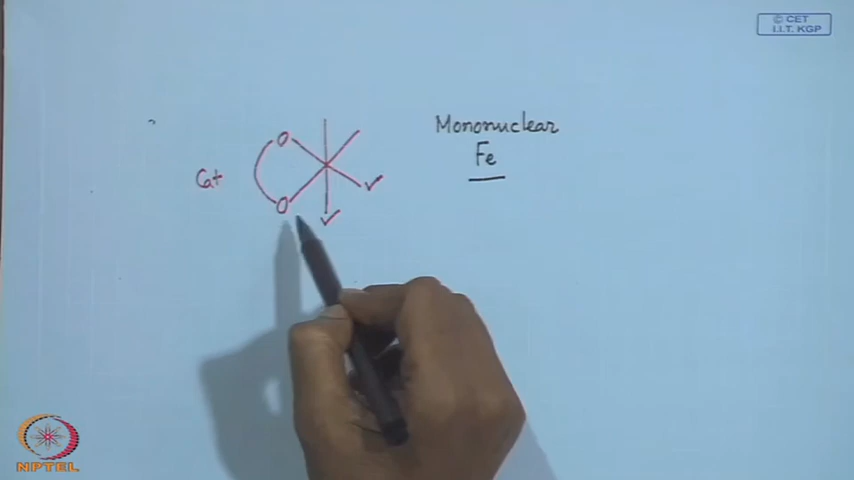 © CET
I.I.T. KGP
Mononuclear
Fe
O
Cat
O
NPTEL